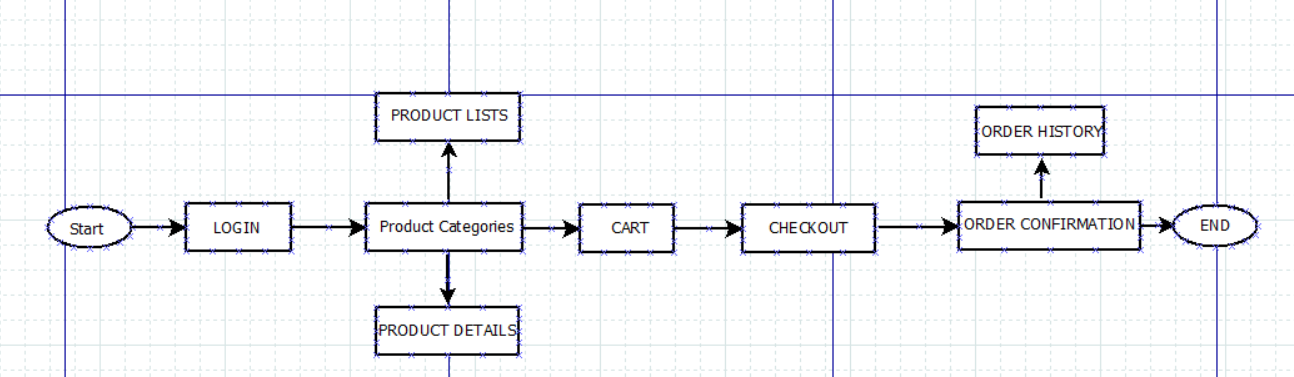 PRODUCT LISTS
ORDER HISTORY
Start
LOGIN
Product Categories
CART
CHECKOUT
ORDER CONFIRMATION
END
PRODUCT DETAILS